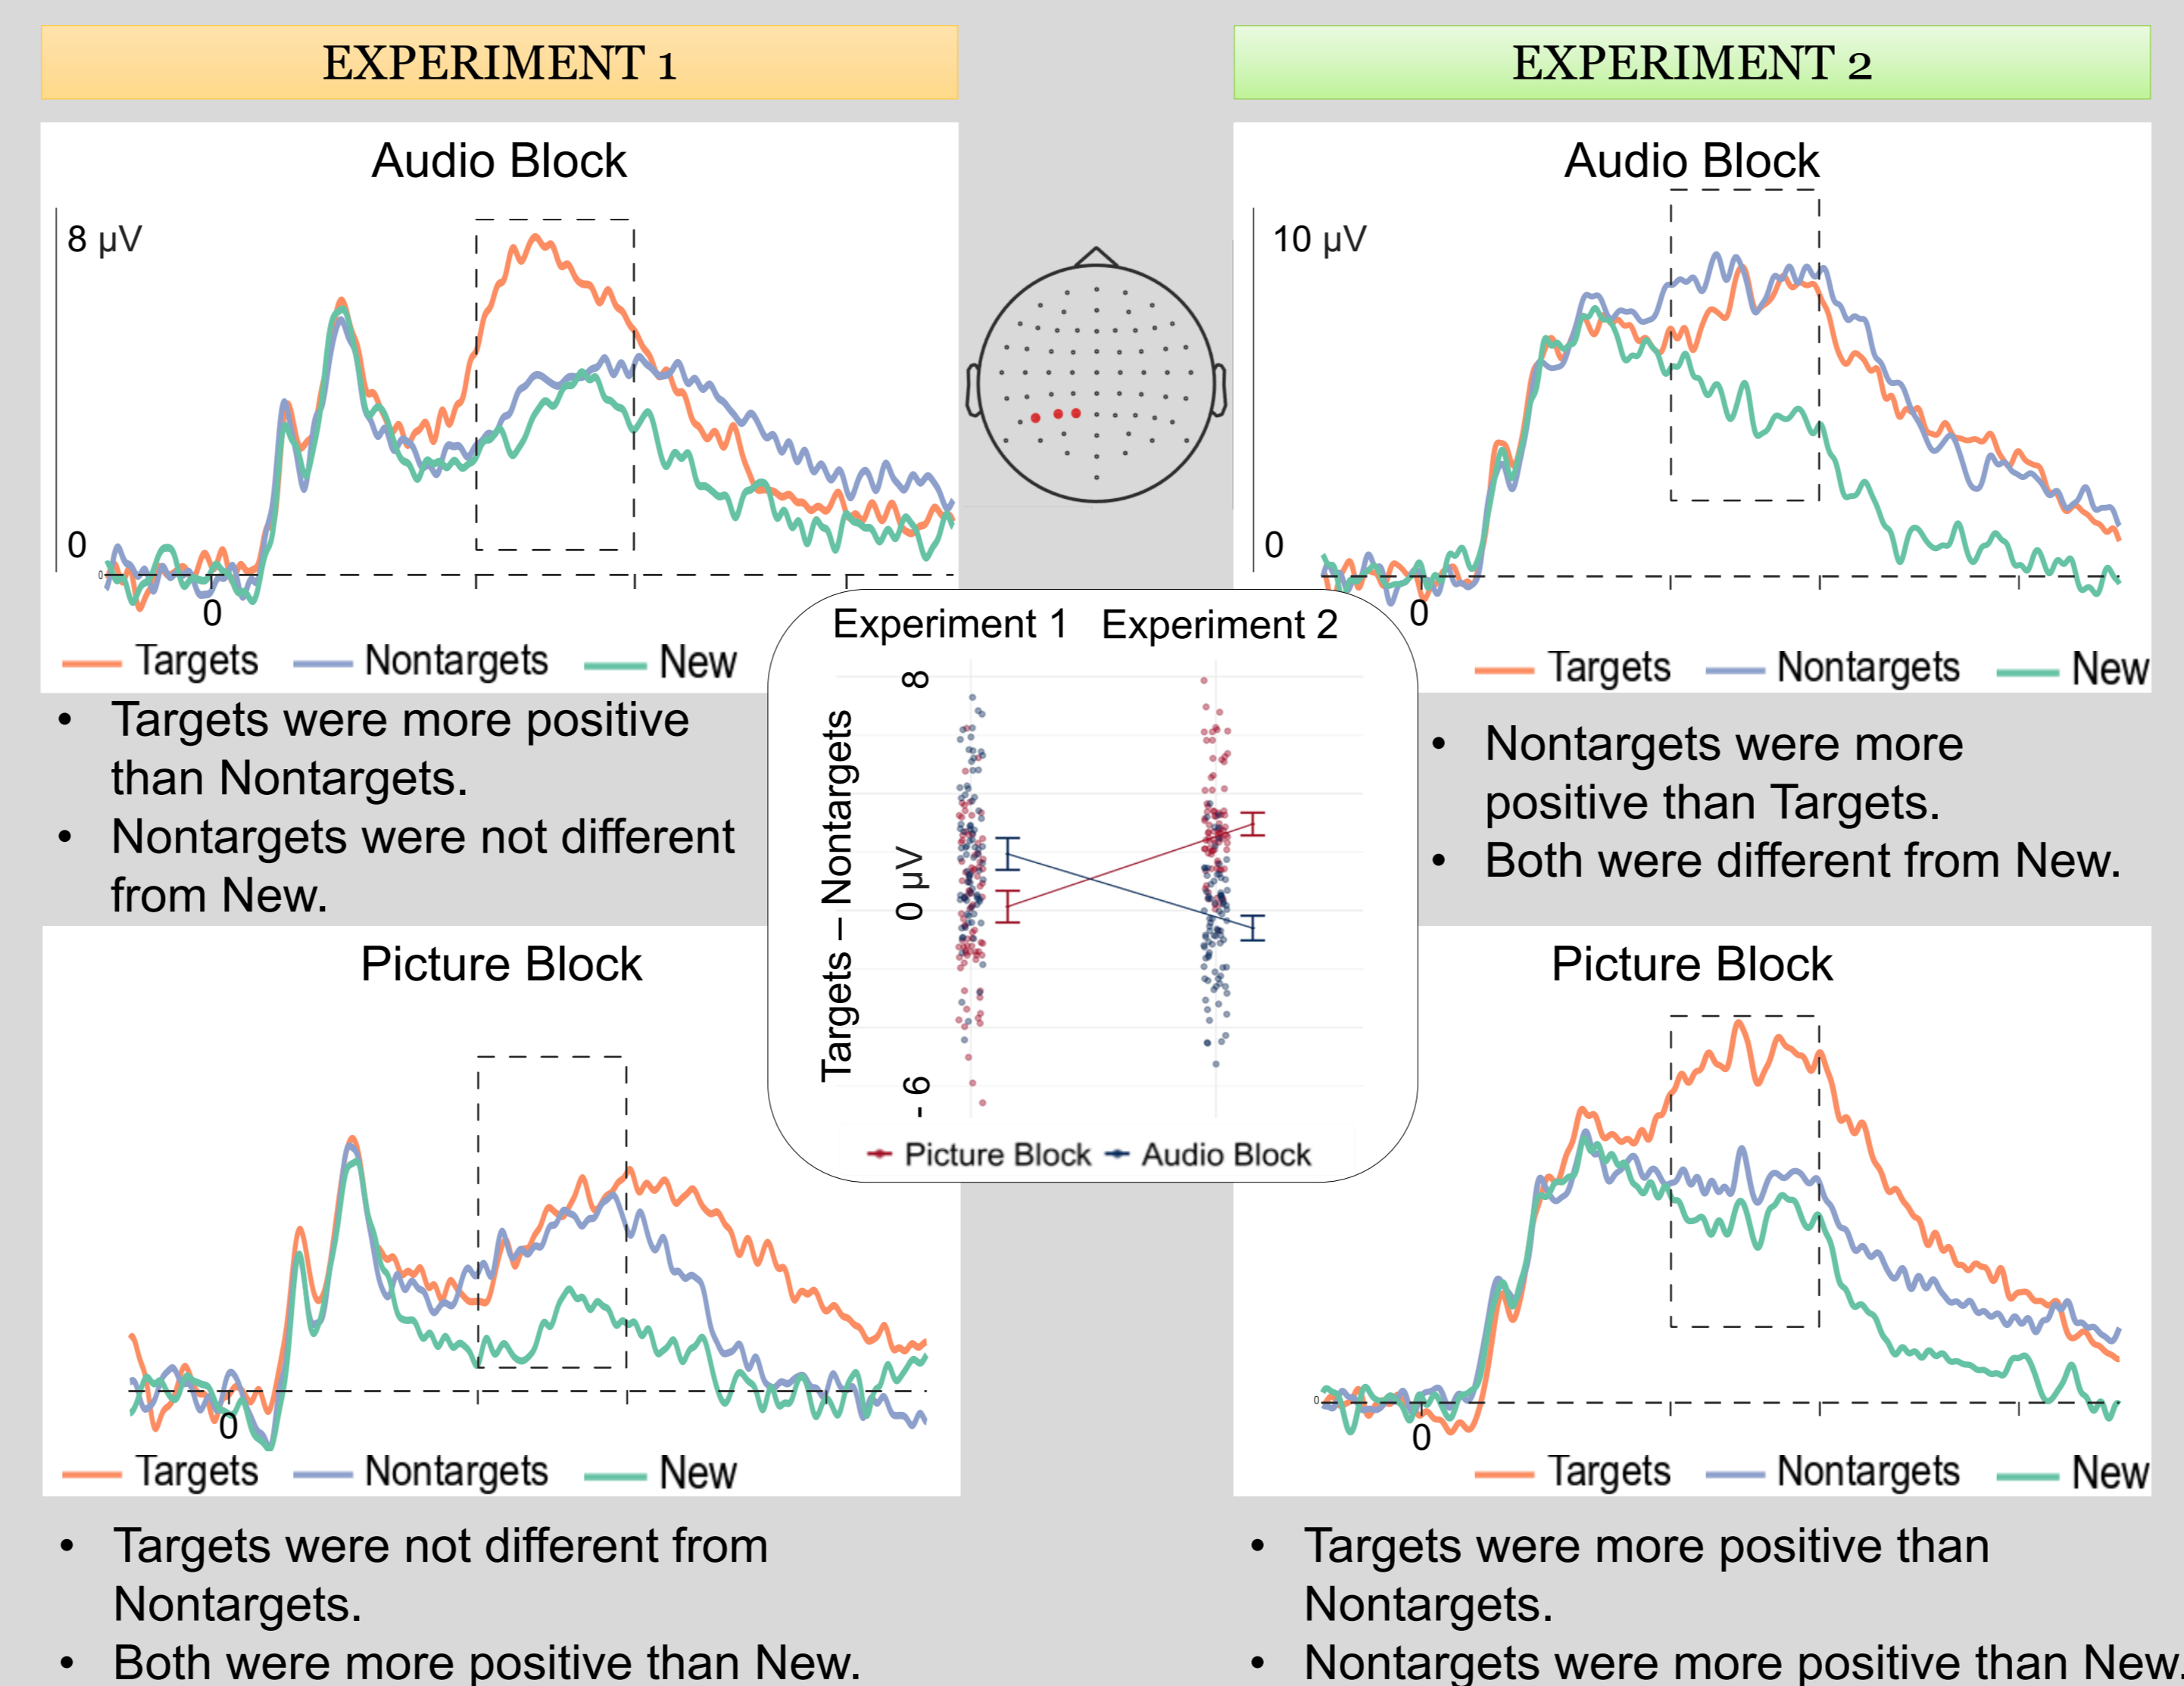 EXPERIMENT 1
Audio Block
8 µV
0
0
0
Targets Nontargets New
• Targets were more positive
than Nontargets.
• Nontargets were not different
from New.
Picture Block
0
Targets Nontargets New
• Targets were not different from
Nontargets.
• Both were more positive than New.
Experiment 1 Experiment 2
Targets – Nontargets
8
0 µV
- 6
Picture Block Audio Block
EXPERIMENT 2
Audio Block
10 µV
0
0
Targets Nontargets New
• Nontargets were more
positive than Targets.
• Both were different from New.
Picture Block
0
0
Targets Nontargets New
• Targets were more positive than
Nontargets.
• Nontargets were more positive than New.